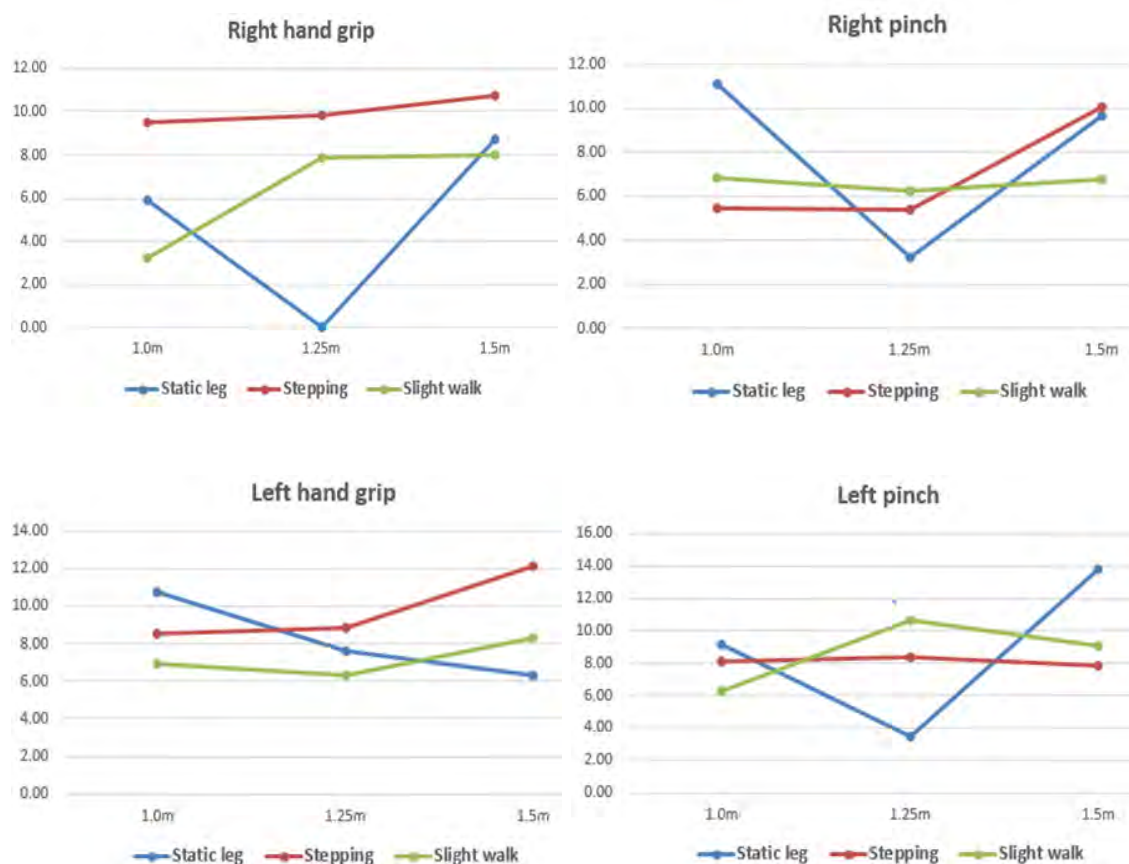 Right hand grip
12.00
10.00
8.00
6.00
4.00
2.00
0.00
1.0m 1.25m 1.5m
Static leg Stepping Slight walk
Right pinch
12.00
10.00
8.00
6.00
4.00
2.00
0.00
1.0m 1.25m 1.5m
Static leg Stepping Slight walk
Left hand grip
14.00
12.00
10.00
8.00
6.00
4.00
2.00
0.00
1.0m 1.25m 1.5m
Static leg Stepping Slight walk
Left pinch
16.00
14.00
12.00
10.00
8.00
6.00
4.00
2.00
0.00
1.0m 1.25m 1.5m
Static leg Stepping Slight walk